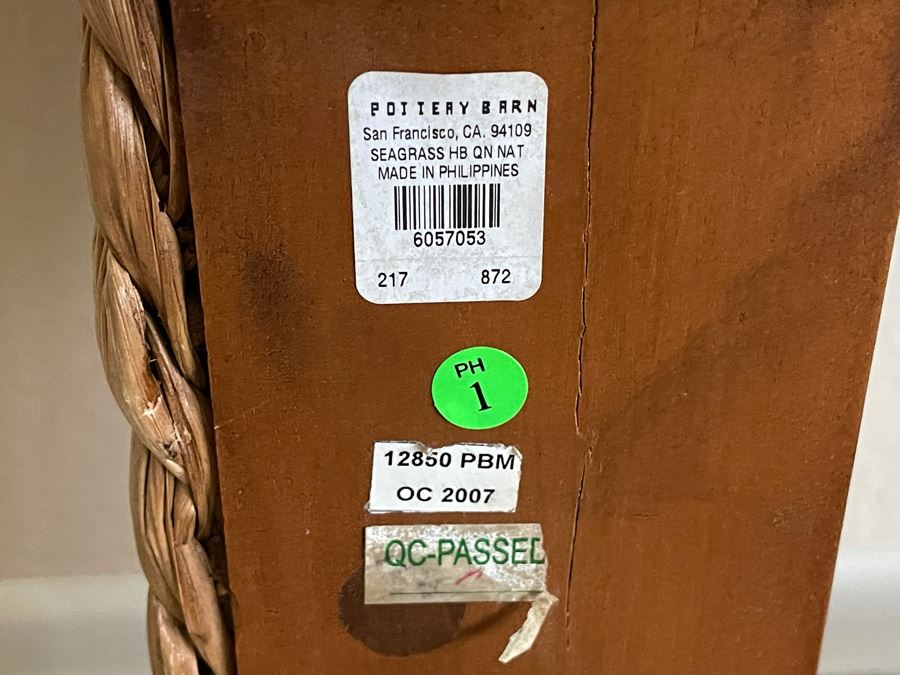 POTTERY BARN
San Francisco, CA. 94109
SEAGRASS HB QN NAT
MADE IN PHILIPPINES
6057053
217 872
PH
1
12850 PBM
OC 2007
QC-PASSED